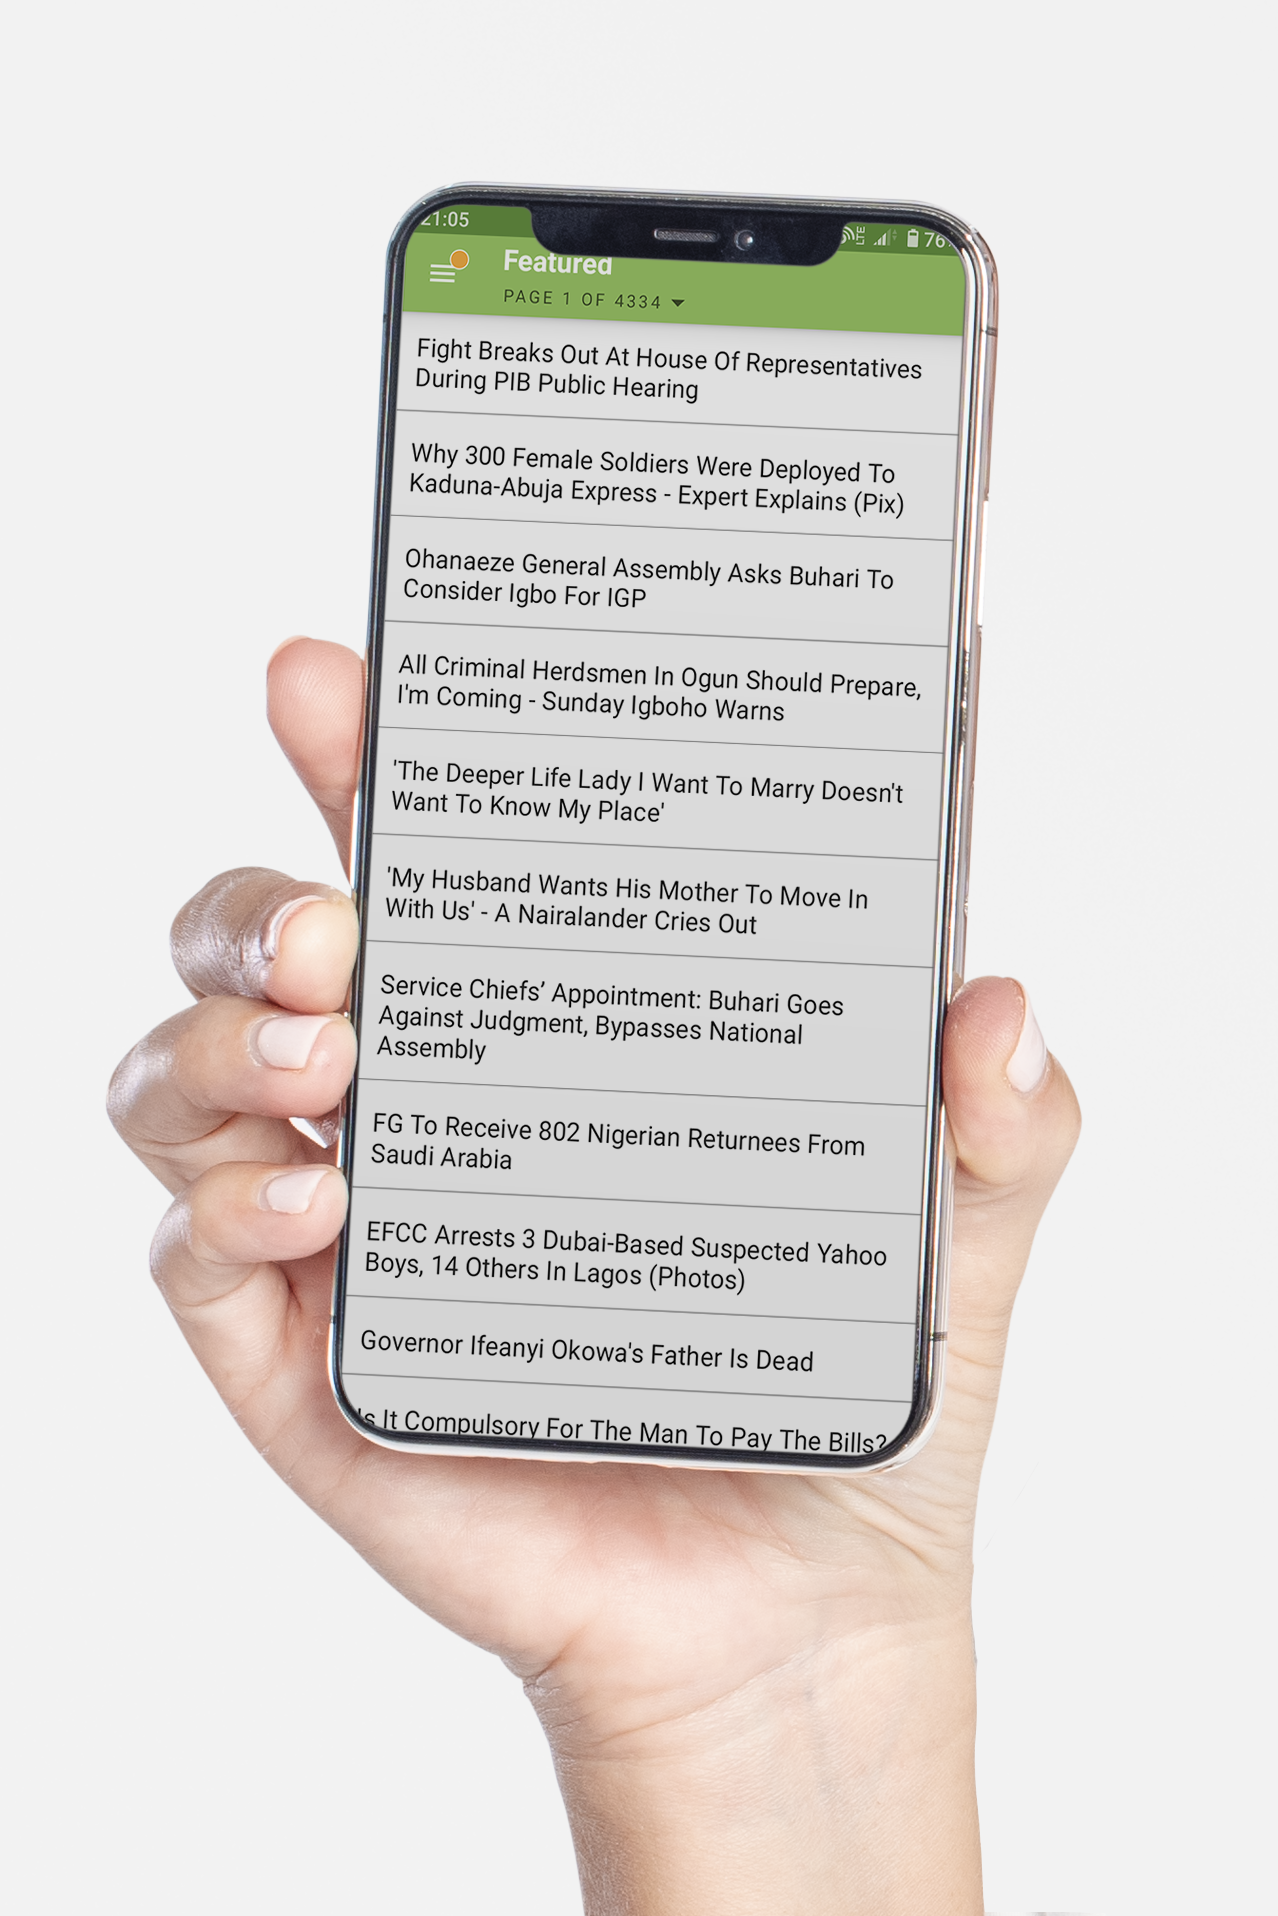 21:05
LTE 76
Featured
PAGE 1 OF 4334
Fight Breaks Out At House Of Representatives
During PIB Public Hearing
Why 300 Female Soldiers Were Deployed To
Kaduna-Abuja Express - Expert Explains (Pix)
Ohanaeze General Assembly Asks Buhari To
Consider Igbo For IGP
All Criminal Herdsmen In Ogun Should Prepare,
I'm Coming - Sunday Igboho Warns
'The Deeper Life Lady I Want To Marry Doesn't
Want To Know My Place'
'My Husband Wants His Mother To Move In
With Us' - A Nairalander Cries Out
Service Chiefs’ Appointment: Buhari Goes
Against Judgment, Bypasses National
Assembly
FG To Receive 802 Nigerian Returnees From
Saudi Arabia
EFCC Arrests 3 Dubai-Based Suspected Yahoo
Boys, 14 Others In Lagos (Photos)
Governor Ifeanyi Okowa's Father Is Dead
Is It Compulsory For The Man To Pay The Bills?